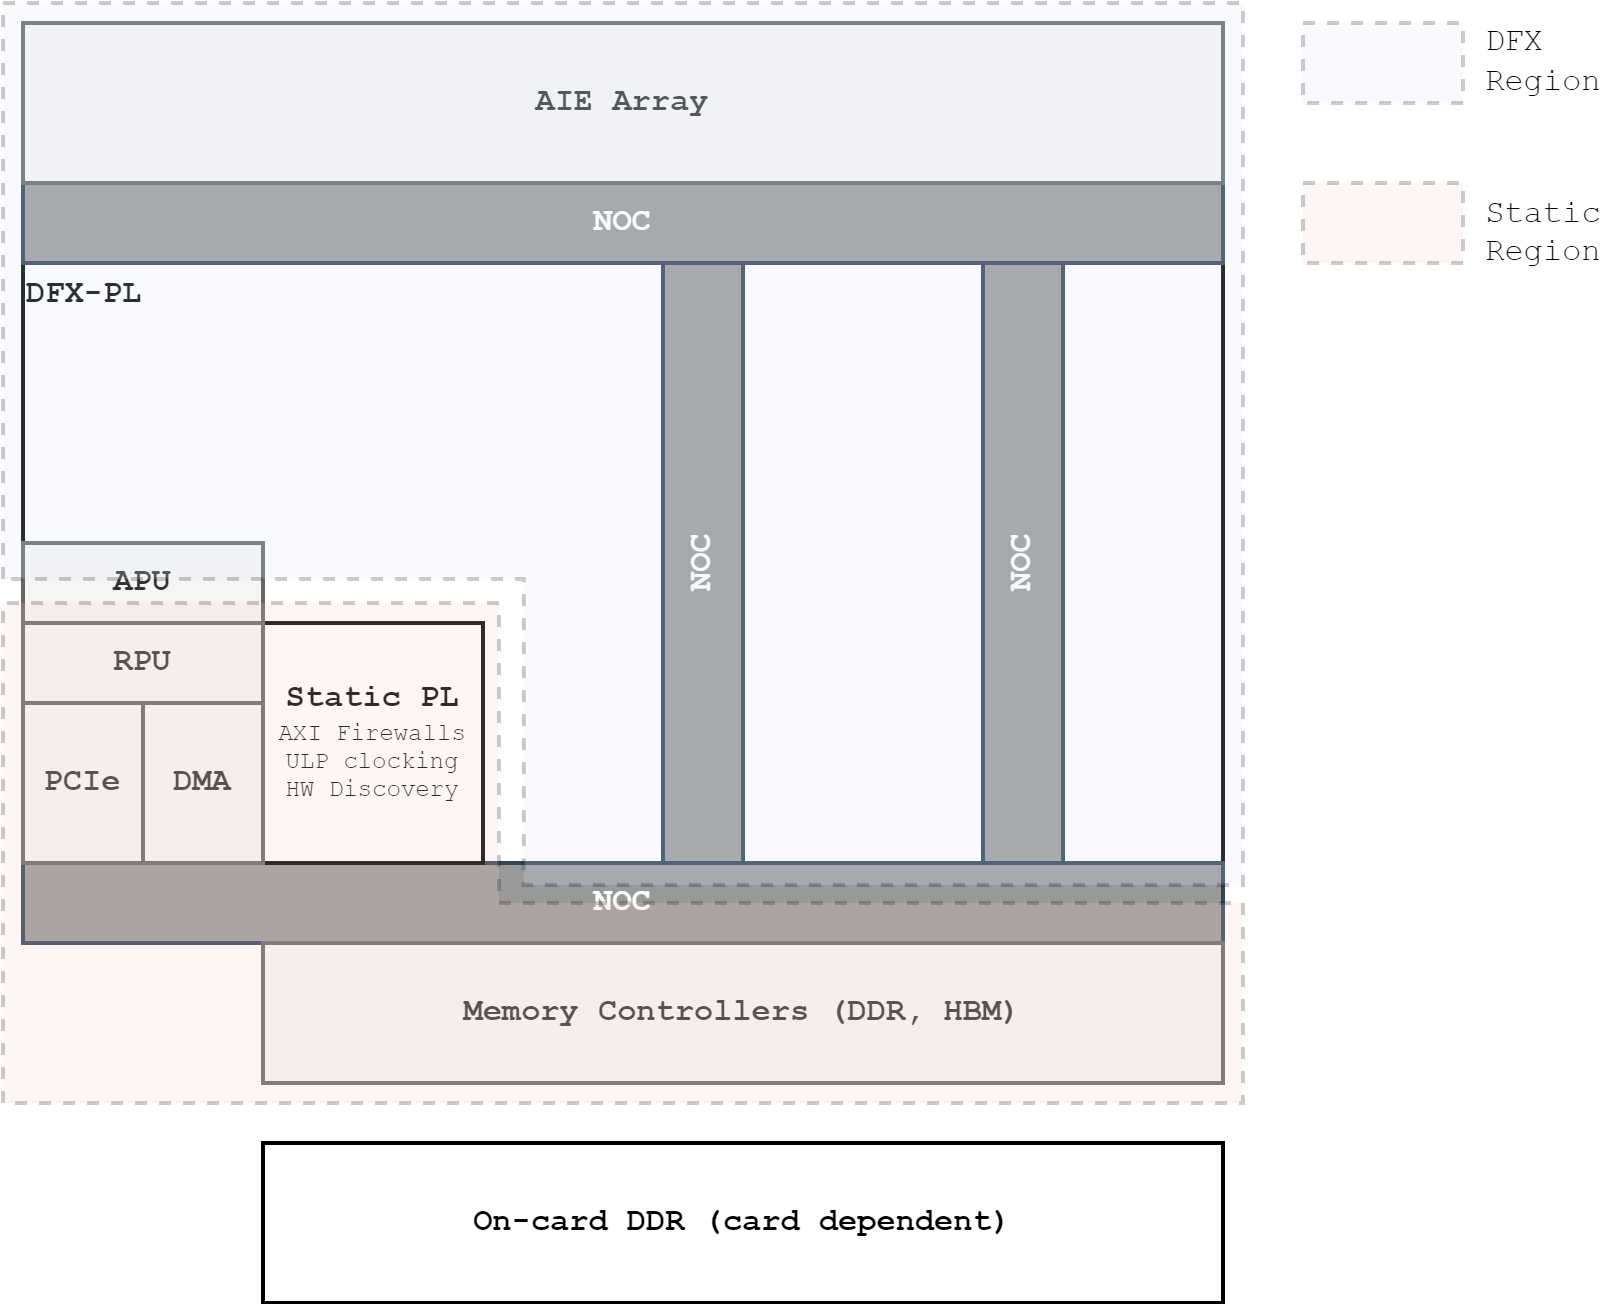 AIE Array
DFX
Region
NOC
Static
Region
DFX-PL
NOC
NOC
APU
RPU
Static PL
AXI Firewalls
ULP clocking
HW Discovery
PCIe
DMA
NOC
Memory Controllers (DDR, HBM)
On-card DDR (card dependent)